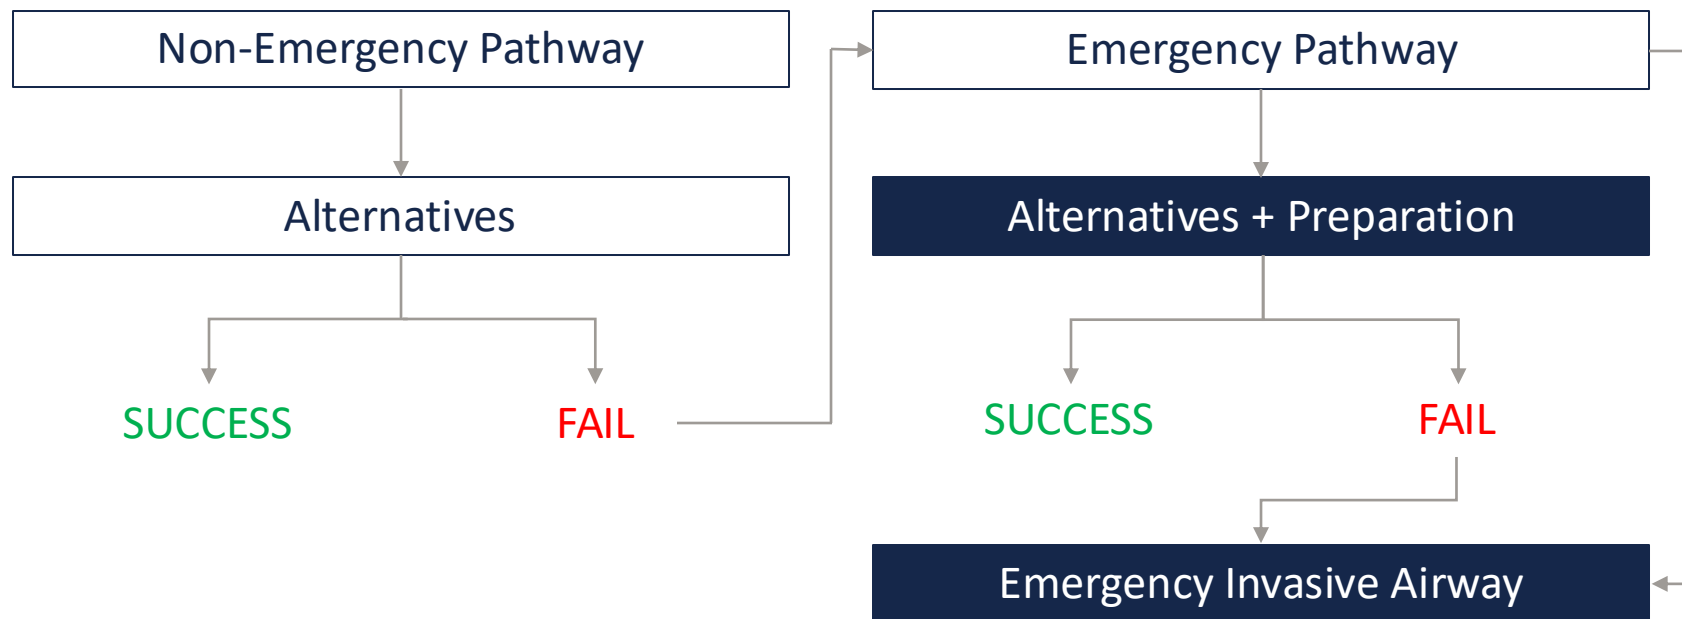 Non-Emergency Pathway
Alternatives
SUCCESS
FAIL
Emergency Pathway
Alternatives + Preparation
SUCCESS
FAIL
Emergency Invasive Airway